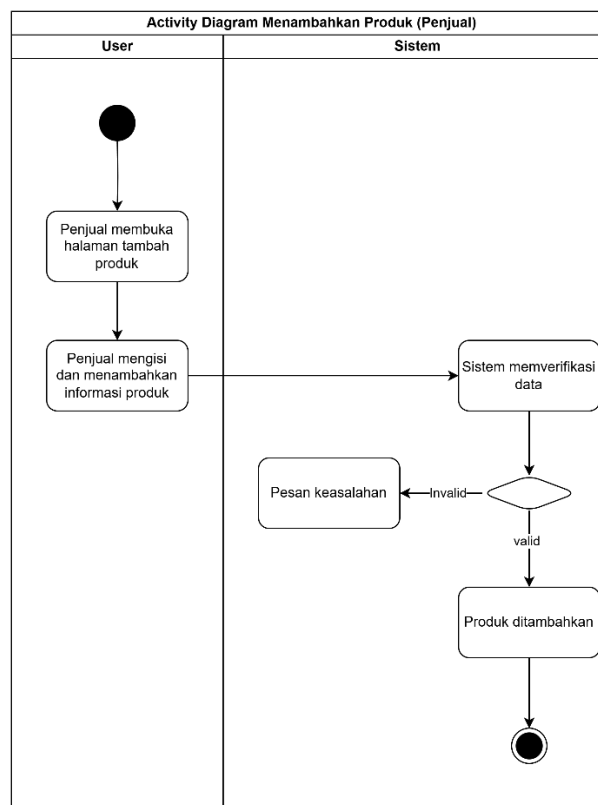 Activity Diagram Menambahkan Produk (Penjual)
User
Sistem
Penjual membuka
halaman tambah
produk
Penjual mengisi
dan menambahkan
informasi produk
Sistem memverifikasi
data
Pesan keasalahan
Invalid
valid
Produk ditambahkan